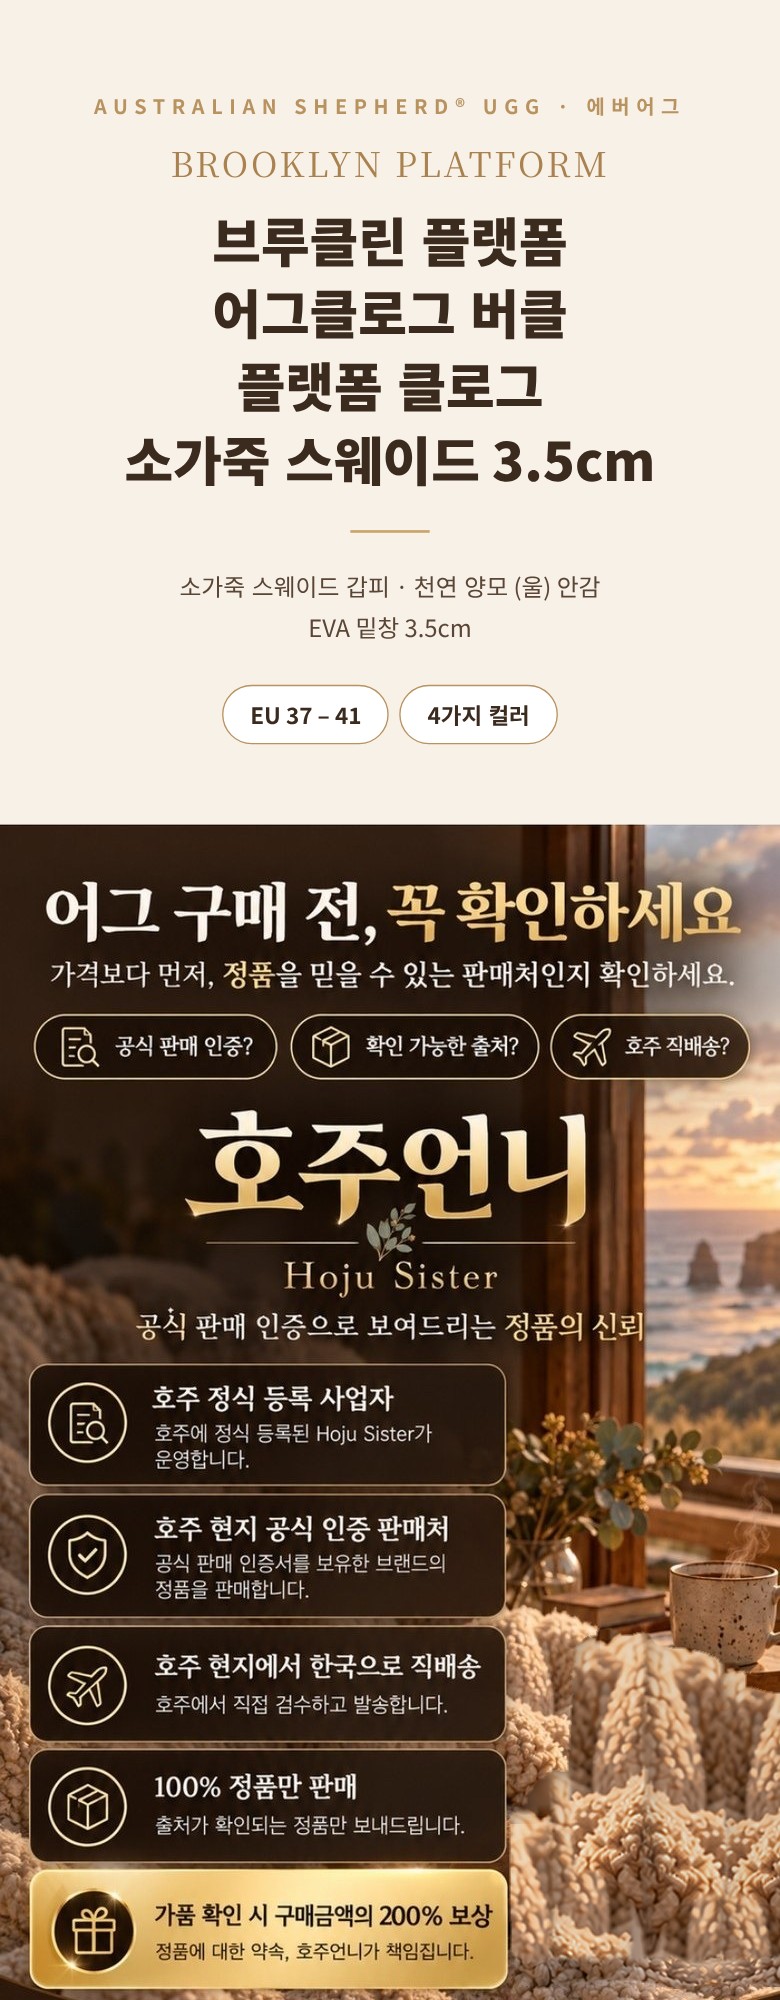 AUSTRALIAN SHEPHERD® UGG · 에버어그
BROOKLYN PLATFORM
브루클린 플랫폼
어그클로그 버클
플랫폼 클로그
소가죽 스웨이드 3.5cm
소가죽 스웨이드 갑피 · 천연 양모 (울) 안감
EVA 밑창 3.5cm
EU 37 – 41
4가지 컬러
어그 구매 전, 꼭 확인하세요
가격보다 먼저, 정품을 믿을 수 있는 판매처인지 확인하세요.
공식 판매 인증?
확인 가능한 출처?
호주 직배송?
호주언니
Hoju Sister
공식 판매 인증으로 보여드리는 정품의 신뢰
호주 정식 등록 사업자
호주에 정식 등록된 Hoju Sister가
운영합니다.
호주 현지 공식 인증 판매처
공식 판매 인증서를 보유한 브랜드의
정품을 판매합니다.
호주 현지에서 한국으로 직배송
호주에서 직접 검수하고 발송합니다.
100% 정품만 판매
출처가 확인되는 정품만 보내드립니다.
가품 확인 시 구매금액의 200% 보상
정품에 대한 약속, 호주언니가 책임집니다.